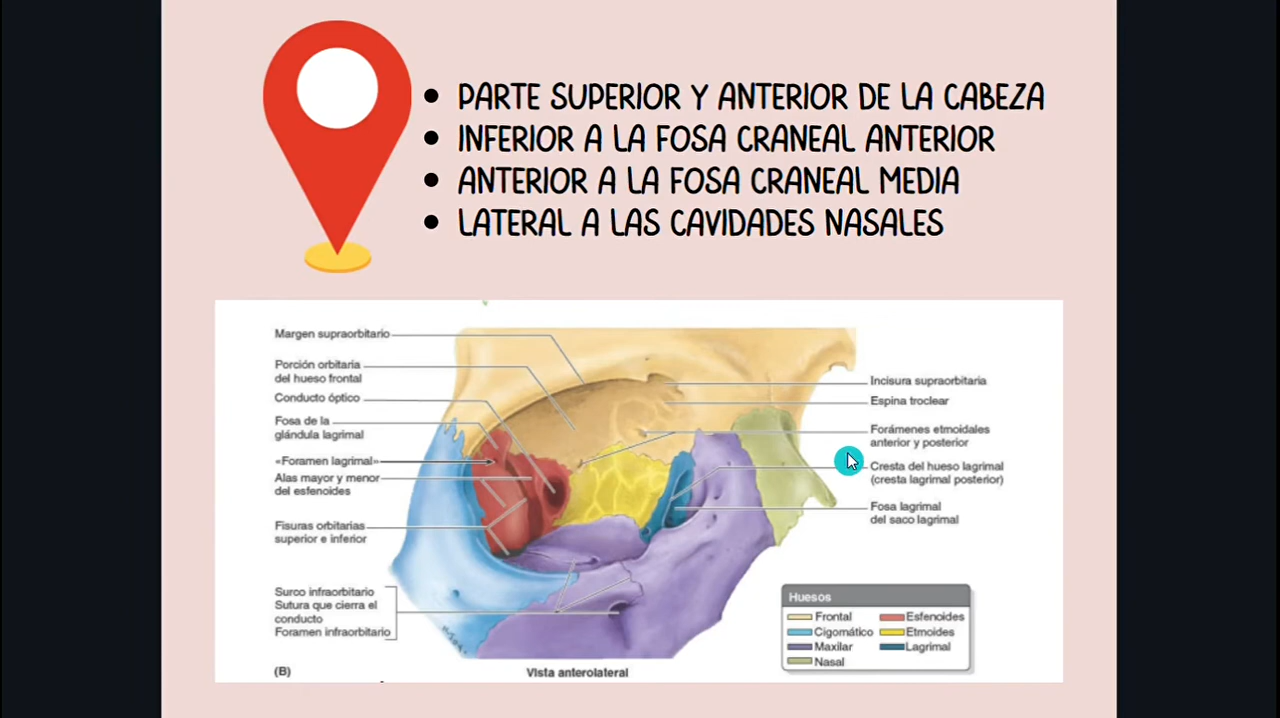 PARTE SUPERIOR Y ANTERIOR DE LA CABEZA
INFERIOR A LA FOSA CRANEAL ANTERIOR
ANTERIOR A LA FOSA CRANEAL MEDIA
LATERAL A LAS CAVIDADES NASALES
Margen supraorbitario
Porción orbitaria
del hueso frontal
Conducto óptico
Fosa de la
glándula lagrimal
«Foramen lagrimal»
Alas mayor y menor
del esfenoides
Fisuras orbitarias
superior e inferior
Surco infraorbitario
Sutura que cierra el
conducto
Foramen infraorbitario
Incisura supraorbitaria
Espina troclear
Forámenes etmoidales
anterior y posterior
Cresta del hueso lagrimal
(cresta lagrimal posterior)
Fosa lagrimal
del saco lagrimal
Huesos
Frontal
Esfenoides
Cigomático
Etmoides
Maxilar
Lagrimal
Nasal
(B)
Vista anterolateral